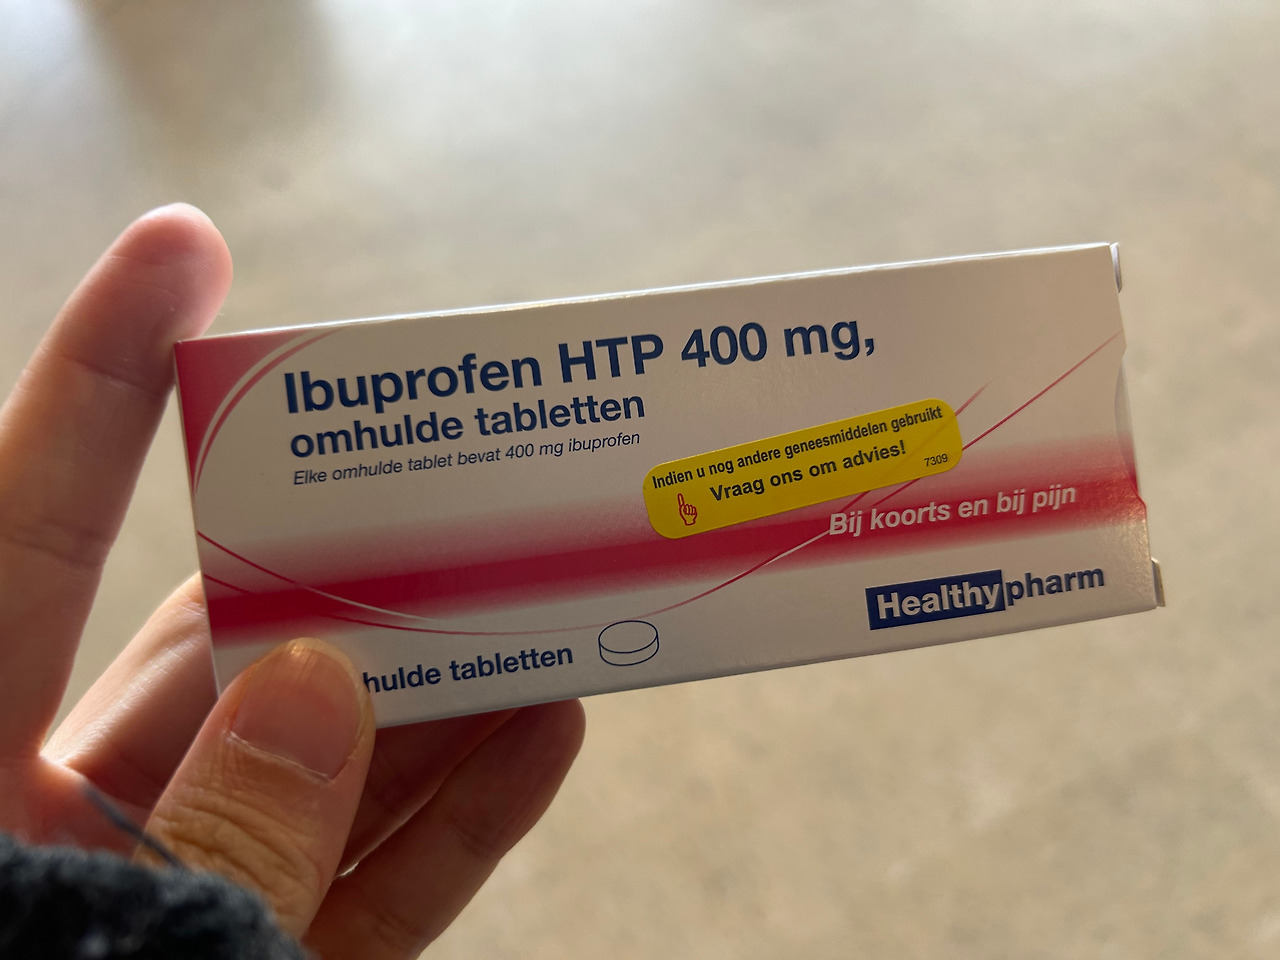 Ibuprofen HTP 400 mg,
omhulde tabletten
Elke omhulde tablet bevat 400 mg ibuprofen
Indien u nog andere geneesmiddelen gebruikt
Vraag ons om advies!
7309
Bij koorts en bij pijn
Healthypharm
hulde tabletten